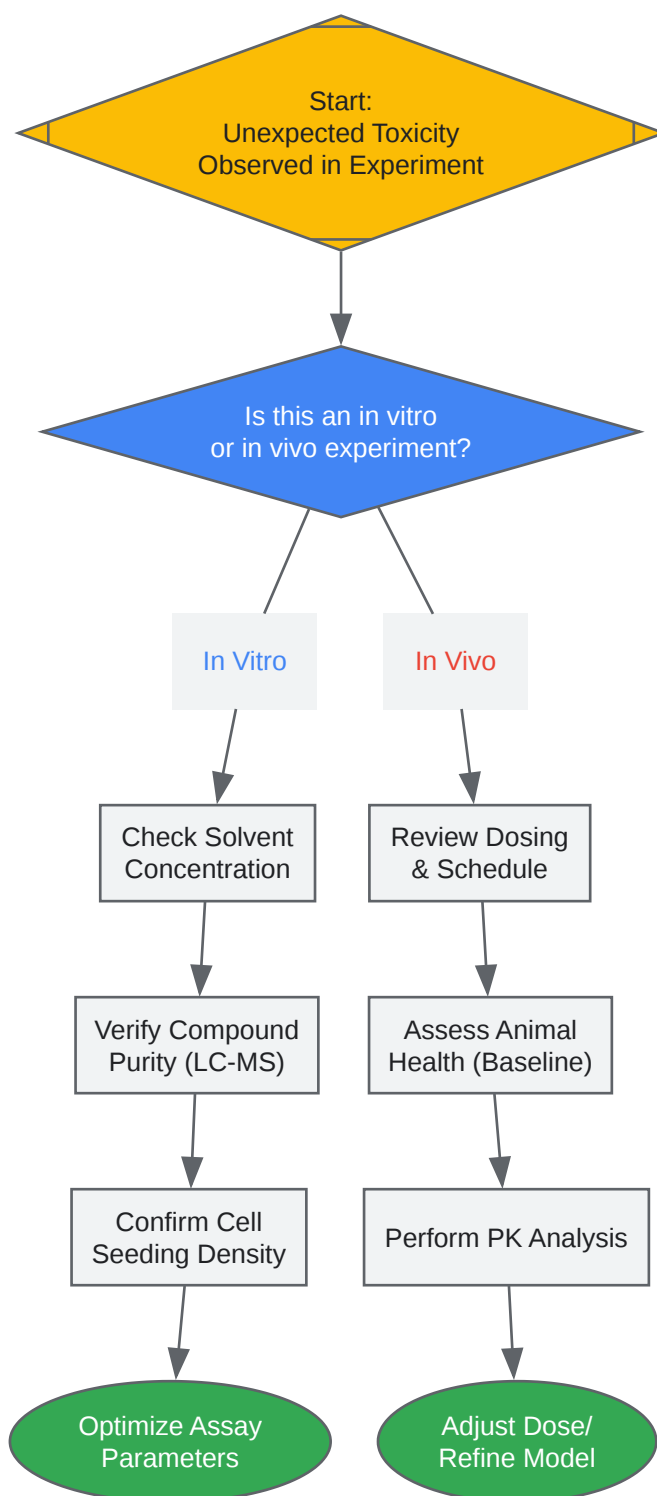 Start:
Unexpected Toxicity
Observed in Experiment
Is this an in vitro
or in vivo experiment?
In Vitro
In Vivo
Check Solvent
Concentration
Review Dosing
& Schedule
Verify Compound
Purity (LC-MS)
Assess Animal
Health (Baseline)
Confirm Cell
Seeding Density
Perform PK Analysis
Optimize Assay
Parameters
Adjust Dose/
Refine Model